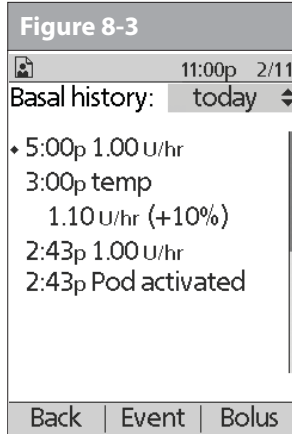 Figure 8-3
11:00p 2/11
Basal history: today
5:00p 1.00 U/hr
3:00p temp
1.10 U/hr (+10%)
2:43p 1.00 U/hr
2:43p Pod activated
Back | Event | Bolus